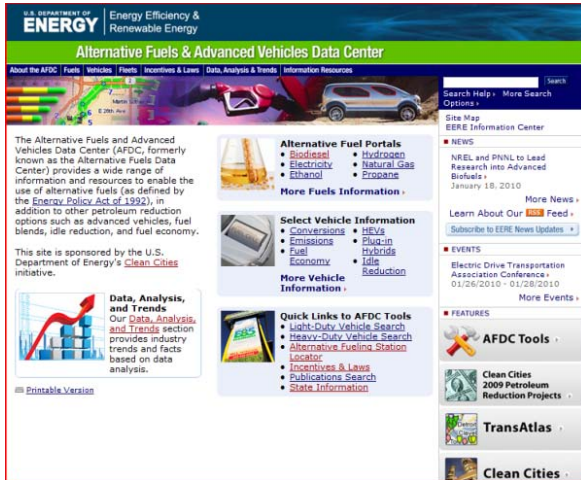 U.S. DEPARTMENT OF
ENERGY
Energy Efficiency &
Renewable Energy
Alternative Fuels & Advanced Vehicles Data Center
About the AFDC | Fuels | Vehicles | Fleets | Incentives & Laws | Data, Analysis & Trends | Information Resources
The Alternative Fuels and Advanced
Vehicles Data Center (AFDC, formerly
known as the Alternative Fuels Data
Center) provides a wide range of
information and resources to enable the
use of alternative fuels (as defined by
the Energy Policy Act of 1992), in
addition to other petroleum reduction
options such as advanced vehicles, fuel
blends, idle reduction, and fuel economy.
This site is sponsored by the U.S.
Department of Energy's Clean Cities
initiative.
Data, Analysis,
and Trends
Our Data, Analysis,
and Trends section
provides industry
trends and facts
based on data
analysis.
Printable Version
Alternative Fuel Portals
• Biodiesel • Hydrogen
• Electricity • Natural Gas
• Ethanol • Propane
More Fuels Information ›
Select Vehicle Information
• Conversions • HEVs
• Emissions • Plug-in
• Fuel Hybrids
Economy • Idle
Reduction
More Vehicle
Information ›
Quick Links to AFDC Tools
• Light-Duty Vehicle Search
• Heavy-Duty Vehicle Search
• Alternative Fueling Station
Locator
• Incentives & Laws
• Publications Search
• State Information
Search
Search Help › More Search
Options ›
Site Map
EERE Information Center
NEWS
NREL and PNNL to Lead
Research into Advanced
Biofuels ›
January 18, 2010
More News ›
Learn About Our RSS Feed ›
Subscribe to EERE News Updates
EVENTS
Electric Drive Transportation
Association Conference ›
01/26/2010 - 01/28/2010
More Events ›
FEATURES
AFDC Tools ›
Clean Cities
2009 Petroleum
Reduction Projects ›
TransAtlas ›
Clean Cities ›